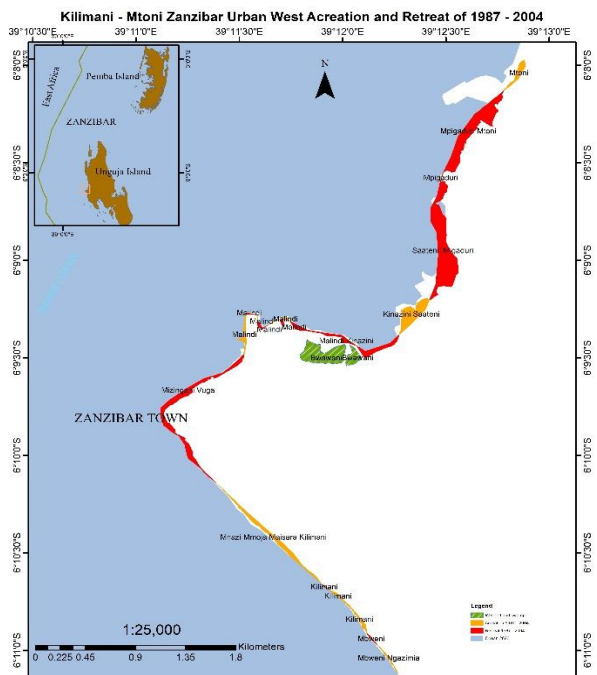 Kilimani - Mtoni Zanzibar Urban West Acreation and Retreat of 1987 - 2004
39°10'30"S 39°11'0"S 39°11'30"S 39°12'0"S 39°12'30"S 39°13'0"S
6°8'0"S
6°8'30"S
6°9'0"S
6°9'30"S
6°10'0"S
6°10'30"S
6°11'0"S
East Africa
Pemba Island
ZANZIBAR
Unguja Island
N
Mtoni
Mpigaduri Mtoni
Mpigaduri
Saateni Mpigaduri
Kinazini Saateni
Malindi
Malindi
Malindi
Malindi
Malindi
Malindi Kinazini
Bwawani Bwawani
Mizingani Vuga
ZANZIBAR TOWN
Mnazi Mmoja Maisara Kilimani
Kilimani
Kilimani
Kilimani
Mbweni
Mbweni Ngazimia
1:25,000
Kilometers
0 0.225 0.45 0.9 1.35 1.8
Legend